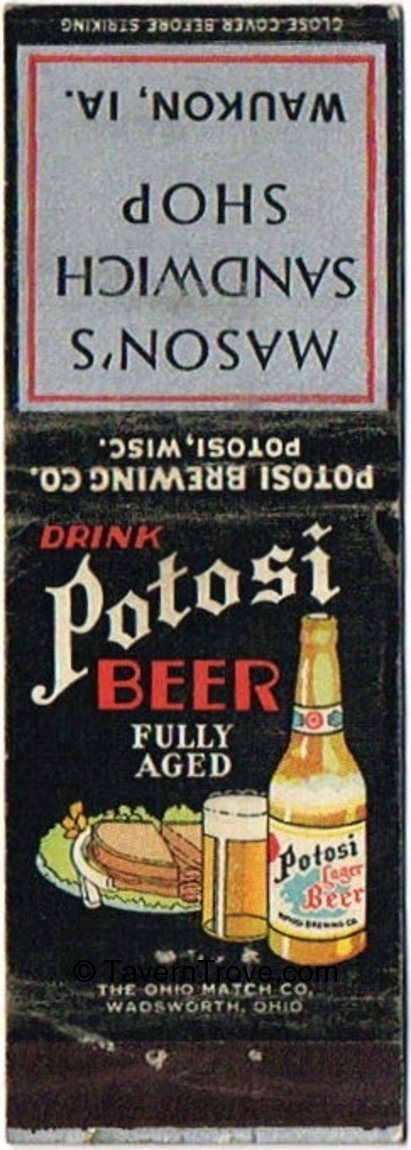 CLOSE COVER BEFORE STRIKING
MASON'S
SANDWICH
SHOP
WAUKON, IA.
POTOSI BREWING CO.
POTOSI, WISC.
DRINK
Potosi
BEER
FULLY
AGED
Potosi
Lager
Beer
POTOSI BREWING CO.
© TavernTrove.com
THE OHIO MATCH CO.
WADSWORTH, OHIO